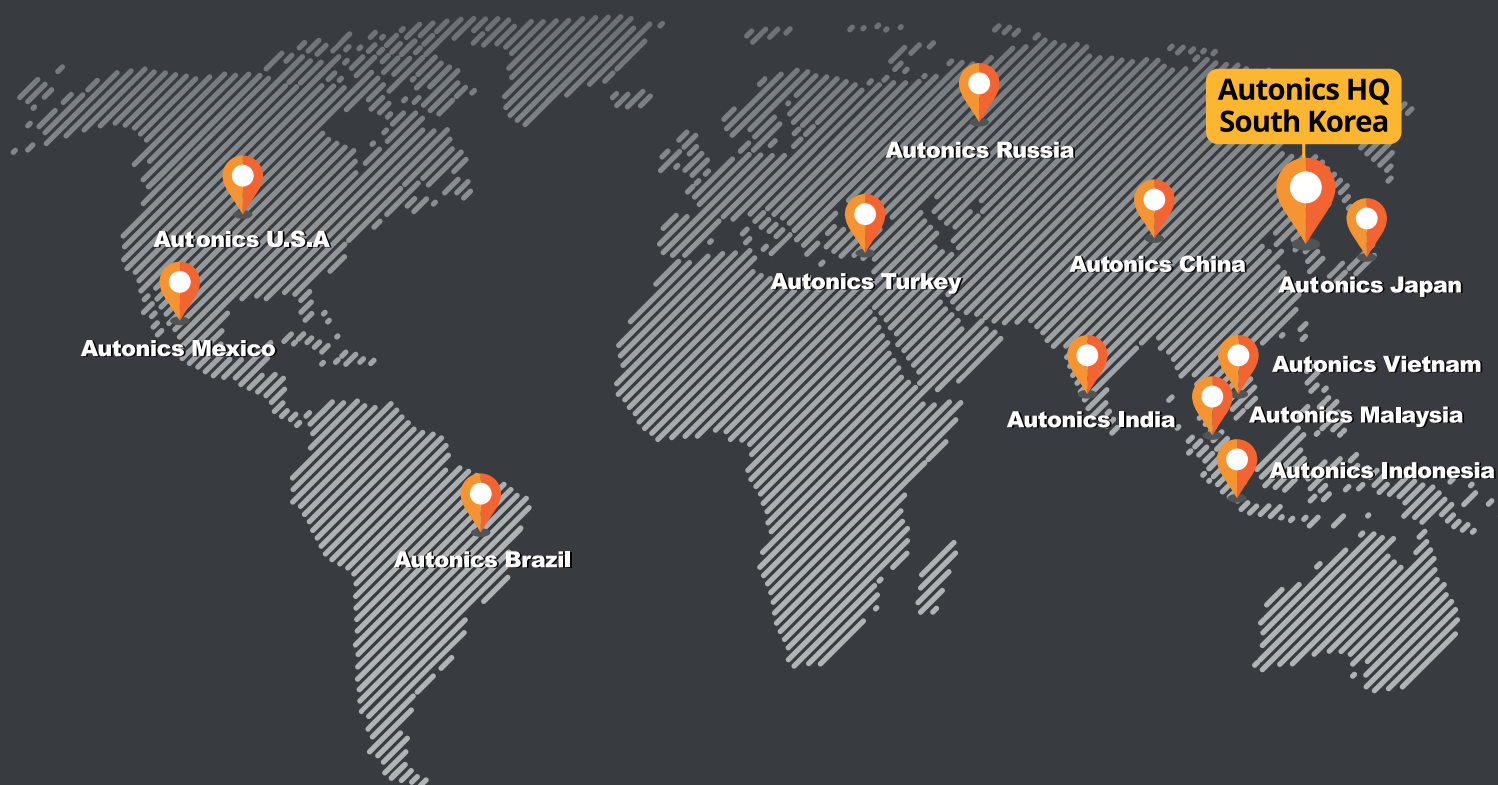 Autonics HQ
South Korea
Autonics Russia
Autonics U.S.A
Autonics China
Autonics Turkey
Autonics Japan
Autonics Mexico
Autonics Vietnam
Autonics Malaysia
Autonics India
Autonics Indonesia
Autonics Brazil